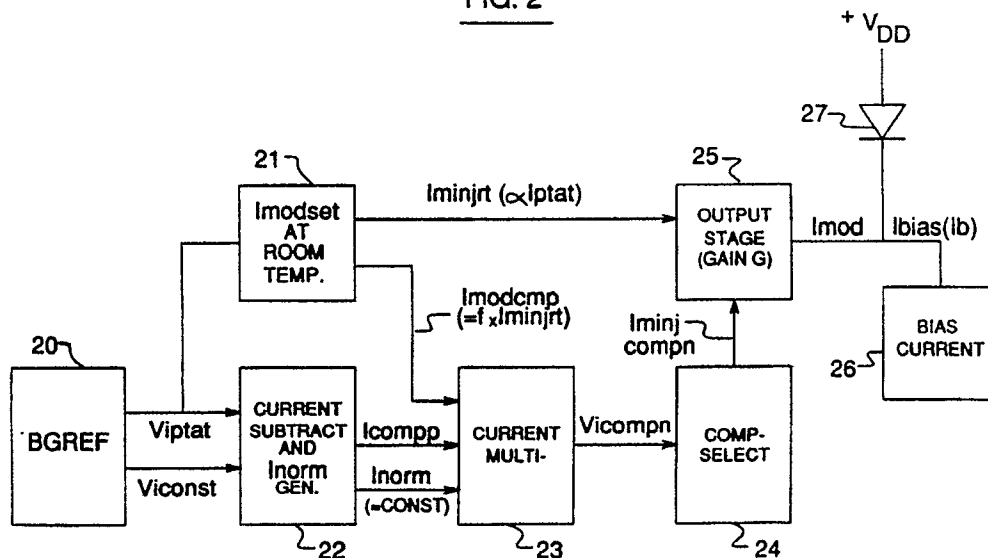 FIG. 2
+ VDD
27
21
Imodset
AT
ROOM
TEMP.
Iminjrt (∝Iptat)
25
OUTPUT
STAGE
(GAIN G)
Imod
Ibias(Ib)
Imodcmp
(=fxIminjrt)
Iminj
compn
BIAS
CURRENT
26
20
BGREF
Viptat
Viconst
CURRENT
SUBTRACT
AND
Inorm
GEN.
22
Icompp
Inorm
(=CONST)
CURRENT
MULTI-
23
Vicompn
COMP-
SELECT
24